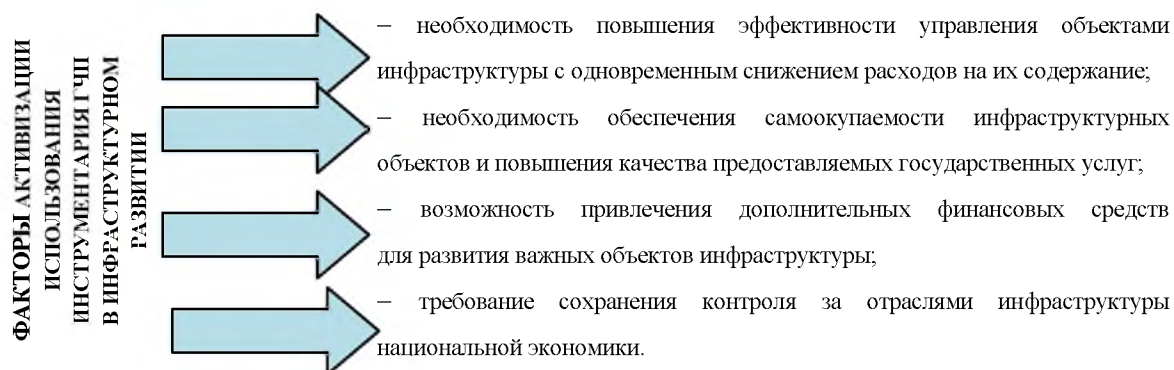 ФАКТОРЫ АКТИВИЗАЦИИ
ИСПОЛЬЗОВАНИЯ
ИНСТРУМЕНТАРИЯ ГЧП
В ИНФРАСТРУКТУРНОМ
РАЗВИТИИ
– необходимость повышения эффективности управления объектами
инфраструктуры с одновременным снижением расходов на их содержание;
– необходимость обеспечения самоокупаемости инфраструктурных
объектов и повышения качества предоставляемых государственных услуг;
– возможность привлечения дополнительных финансовых средств
для развития важных объектов инфраструктуры;
– требование сохранения контроля за отраслями инфраструктуры
национальной экономики.